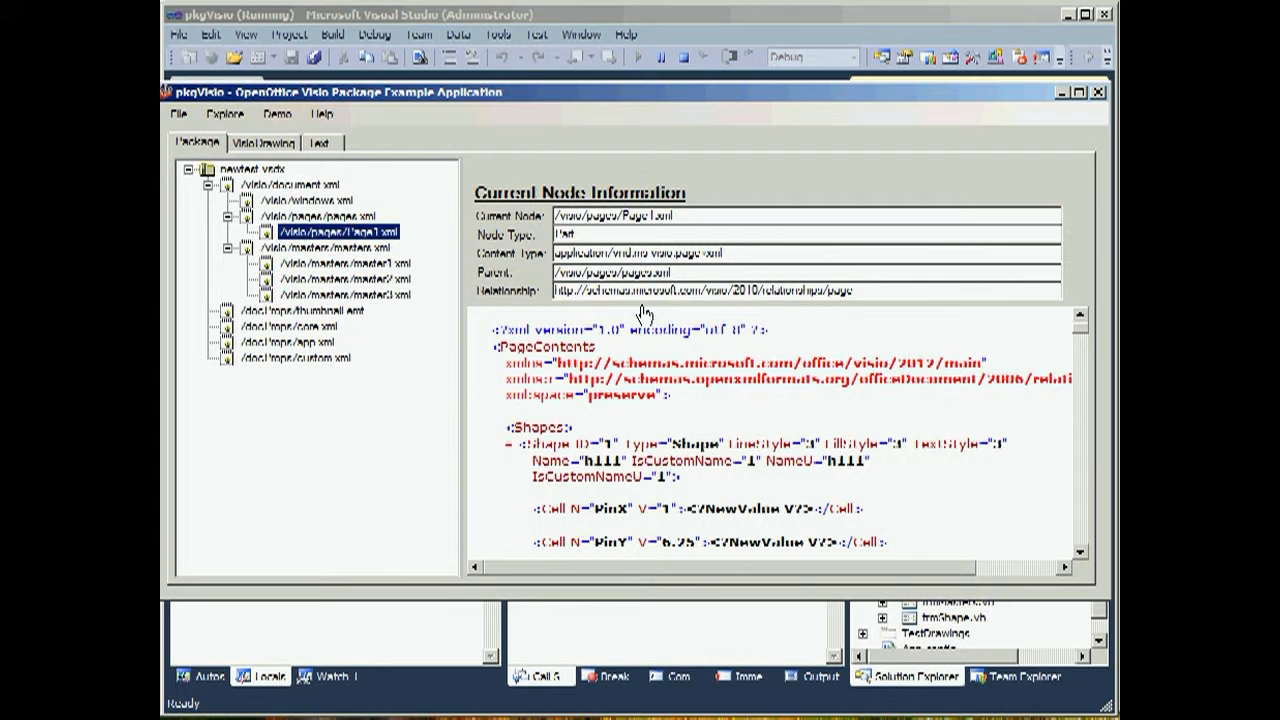 pkgVisio (Running) - Microsoft Visual Studio (Administrator)
File Edit View Project Build Debug Team Data Tools Test Window Help
Debug
pkgVisio - OpenOffice Visio Package Example Application
File Explore Demo Help
Package VisioDrawing Text
newtest.vsdx
/visio/document.xml
/visio/windows.xml
/visio/pages/pages.xml
/visio/pages/Page1.xml
/visio/masters/masters.xml
/visio/masters/master1.xml
/visio/masters/master2.xml
/visio/masters/master3.xml
/docProps/thumbnail.emf
/docProps/core.xml
/docProps/app.xml
/docProps/custom.xml
Current Node Information
Current Node: /visio/pages/Page1.xml
Node Type: Part
Content Type: application/vnd.ms-visio.page+xml
Parent: /visio/pages/pages.xml
Relationship: http://schemas.microsoft.com/visio/2010/relationships/page
<?xml version="1.0" encoding="utf-8" ?>
<PageContents
xmlns="http://schemas.microsoft.com/office/visio/2012/main"
xmlns:r="http://schemas.openxmlformats.org/officeDocument/2006/relati
xml:space="preserve">
<Shapes>
- <Shape ID="1" Type="Shape" LineStyle="3" FillStyle="3" TextStyle="3"
Name="h111" IsCustomName="1" NameU="h111"
IsCustomNameU="1">
<Cell N="PinX" V="1"><?NewValue V?></Cell>
<Cell N="PinY" V="6.25"><?NewValue V?></Cell>
frmMasters.vb
frmShape.vb
TestDrawings
App.config
Autos Locals Watch 1 Call S Break Com Imme Output Solution Explorer Team Explorer
Ready